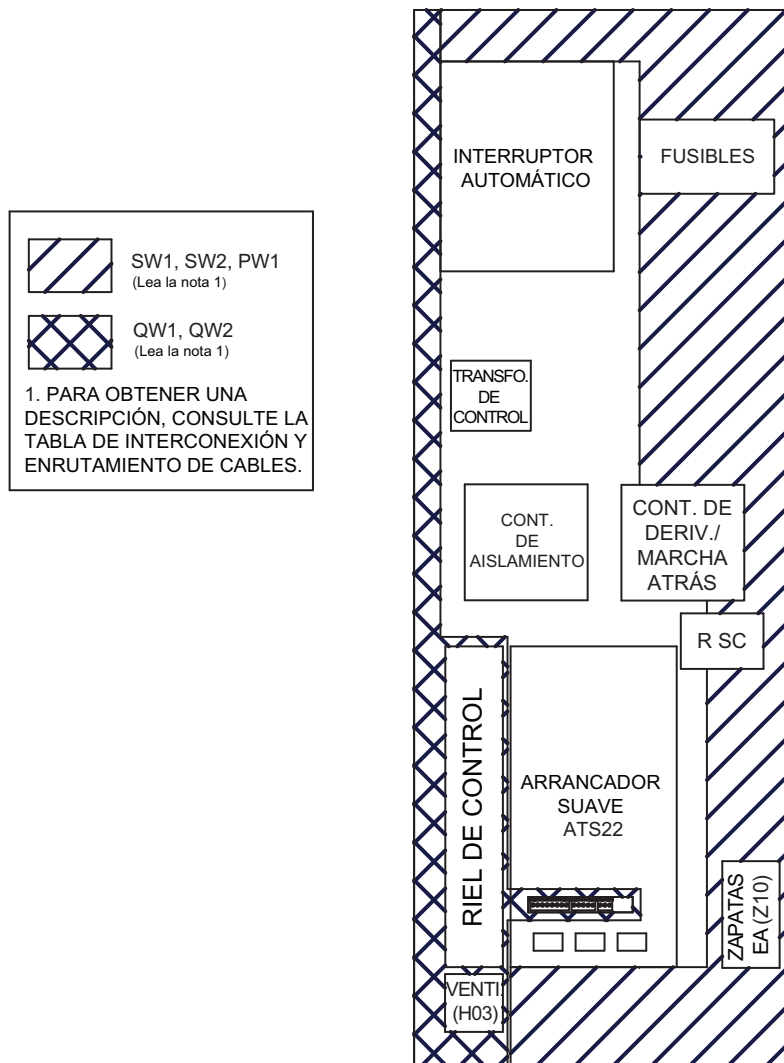 SW1, SW2, PW1
(Lea la nota 1)
QW1, QW2
(Lea la nota 1)
1. PARA OBTENER UNA
DESCRIPCIÓN, CONSULTE LA
TABLA DE INTERCONEXIÓN Y
ENRUTAMIENTO DE CABLES.
INTERRUPTOR
AUTOMÁTICO
FUSIBLES
TRANSFO.
DE
CONTROL
CONT.
DE
AISLAMIENTO
CONT. DE
DERIV./
MARCHA
ATRÁS
R SC
RIEL DE CONTROL
ARRANCADOR
SUAVE
ATS22
ZAPATAS
EA (Z10)
VENTI.
(H03)